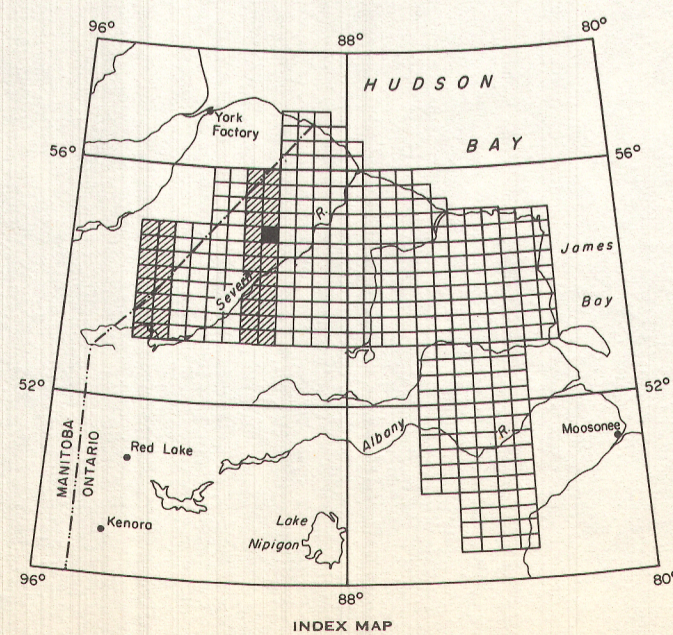 96°
88°
80°
HUDSON
York
Factory
BAY
56°
56°
R.
James
Severn
Bay
52°
52°
Albany
R.
Moosonee
MANITOBA
ONTARIO
Red Lake
Kenora
Lake
Nipigon
96°
88°
80°
INDEX MAP